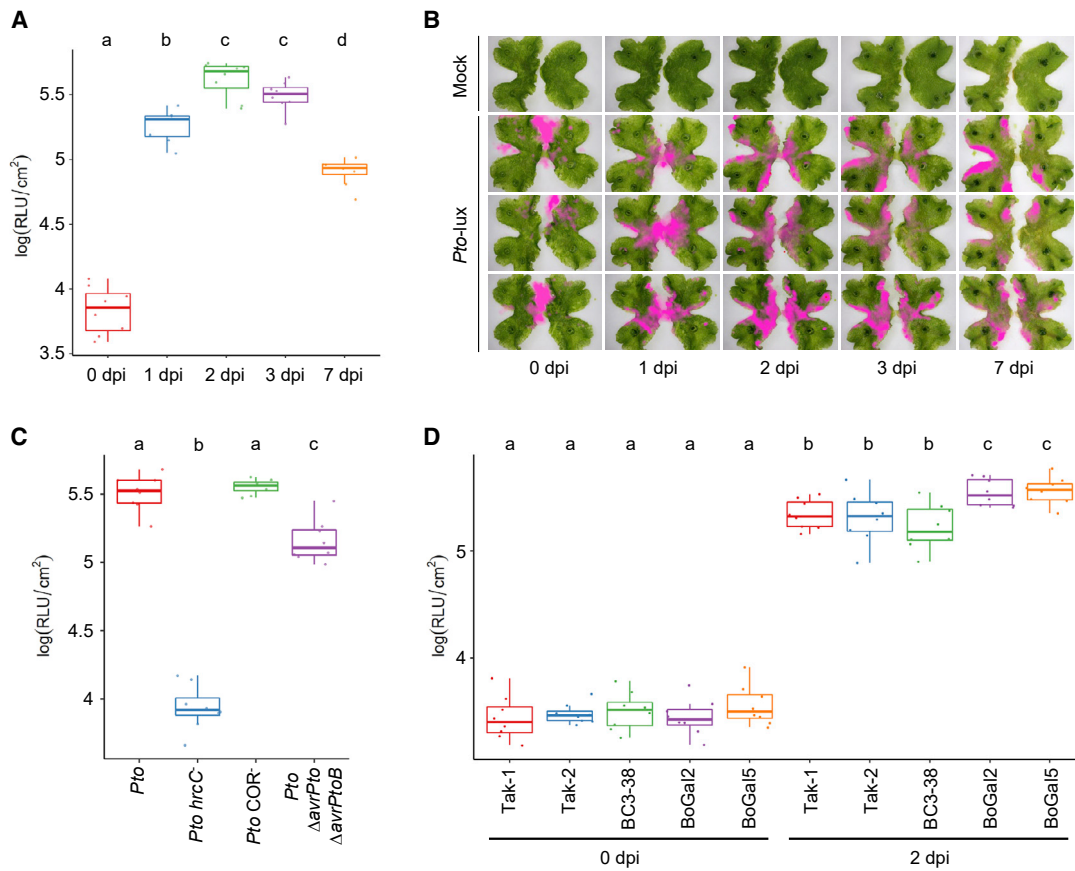 A
a b c c d
log(RLU/cm²)
5.5
5
4.5
4
3.5
0 dpi 1 dpi 2 dpi 3 dpi 7 dpi
B
Mock
Pto-lux
0 dpi 1 dpi 2 dpi 3 dpi 7 dpi
C
a b a c
log(RLU/cm²)
5.5
5
4.5
4
Pto
Pto hrcC-
Pto COR-
Pto
ΔavrPto
ΔavrPtoB
D
a a a a a b b b c c
log(RLU/cm²)
5
4
Tak-1
Tak-2
BC3-38
BoGal2
BoGal5
Tak-1
Tak-2
BC3-38
BoGal2
BoGal5
0 dpi 2 dpi